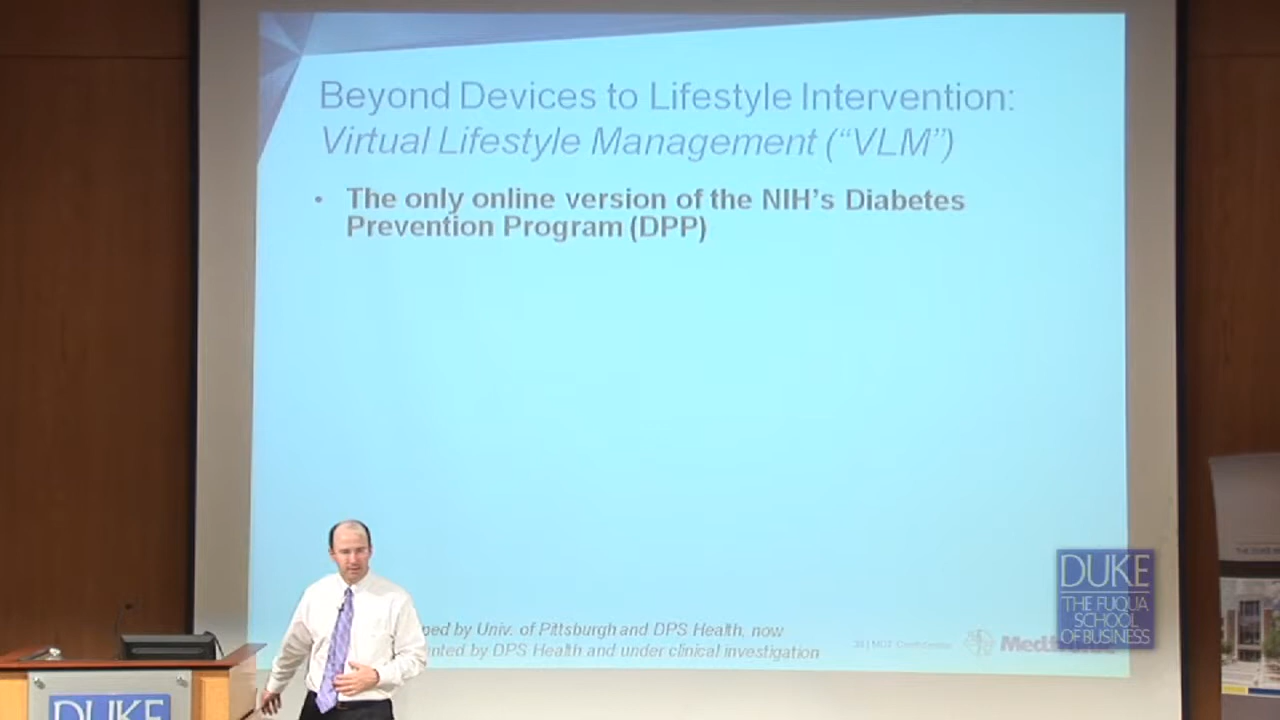 Beyond Devices to Lifestyle Intervention:
Virtual Lifestyle Management (“VLM”)
• The only online version of the NIH’s Diabetes
Prevention Program (DPP)
by Univ. of Pittsburgh and DPS Health, now
by DPS Health and under clinical investigation
DUKE
THE FUQUA
SCHOOL
OF BUSINESS
DUKE